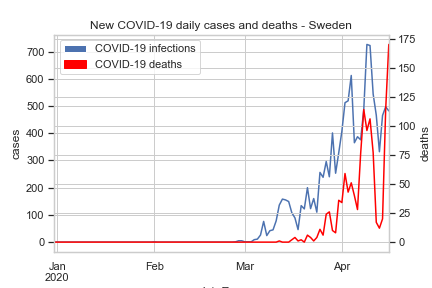 New COVID-19 daily cases and deaths - Sweden
COVID-19 infections
COVID-19 deaths
700
600
500
400
300
200
100
0
cases
175
150
125
100
75
50
25
0
deaths
Jan
2020
Feb
Mar
Apr